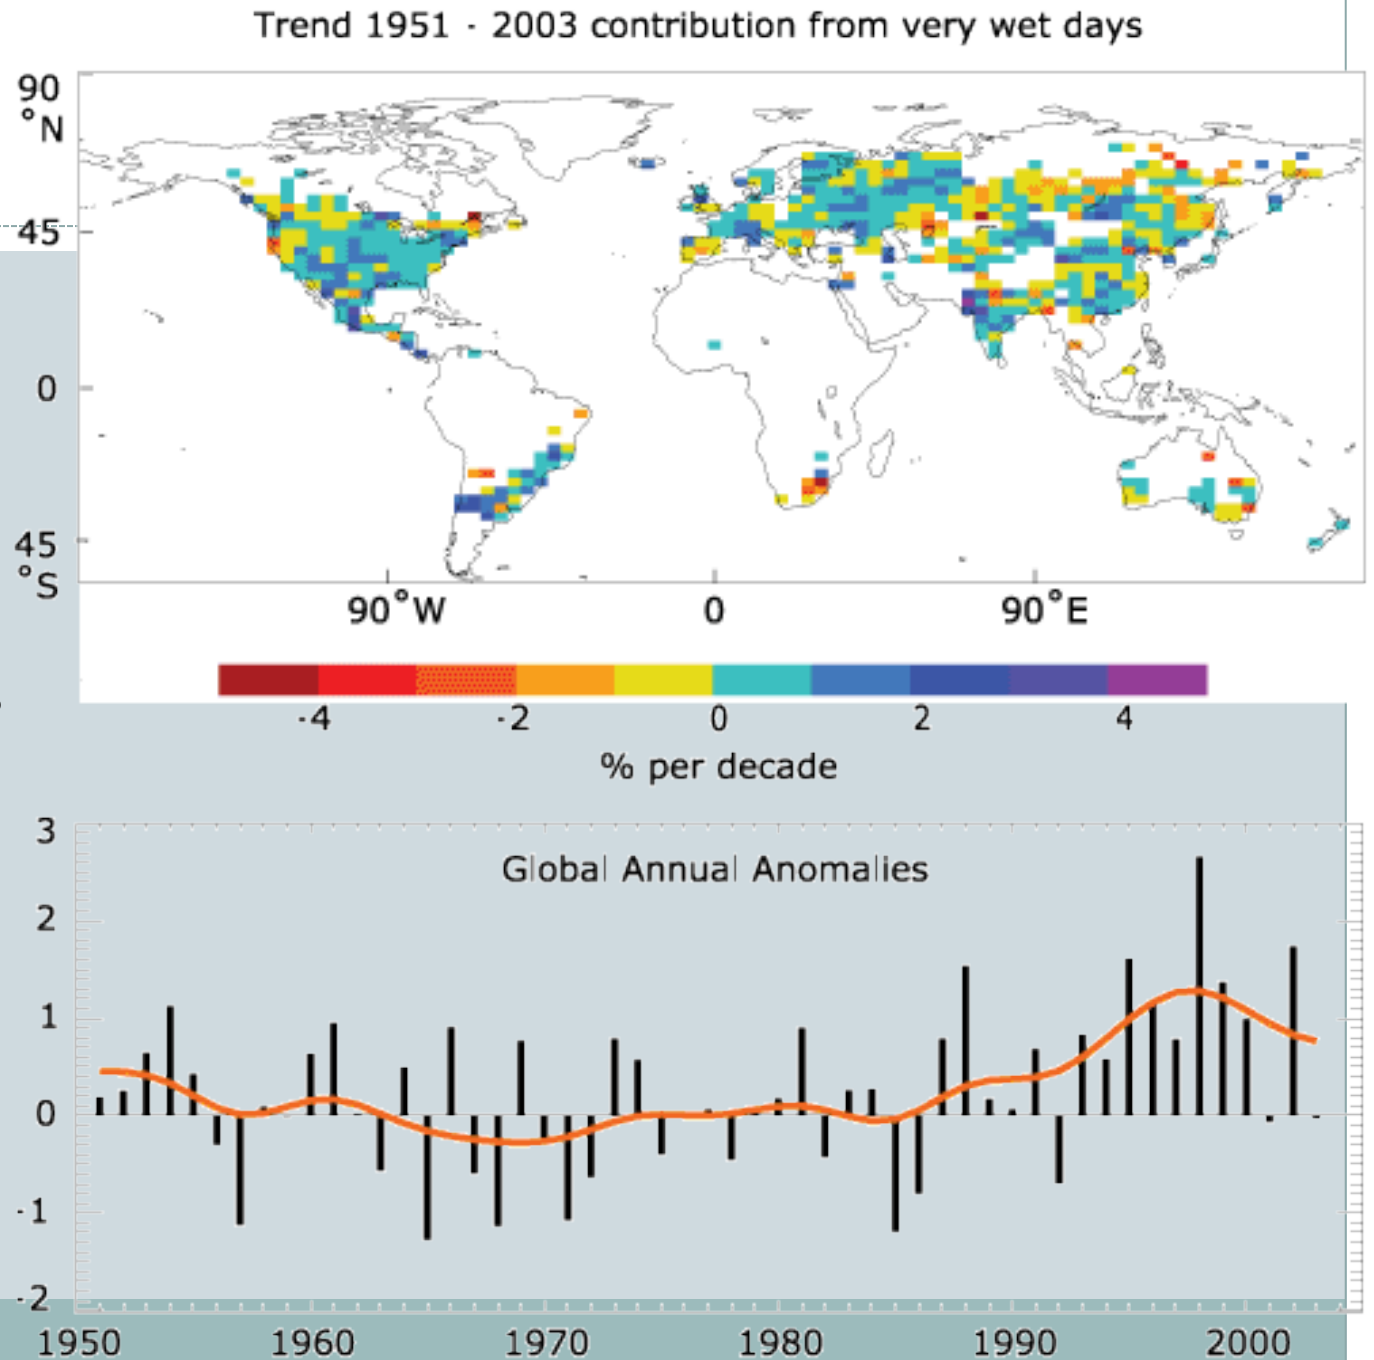 Trend 1951 - 2003 contribution from very wet days
90
°N
45
0
45
°S
90°W 0 90°E
-4 -2 0 2 4
% per decade
Global Annual Anomalies
3
2
1
0
-1
-2
1950 1960 1970 1980 1990 2000